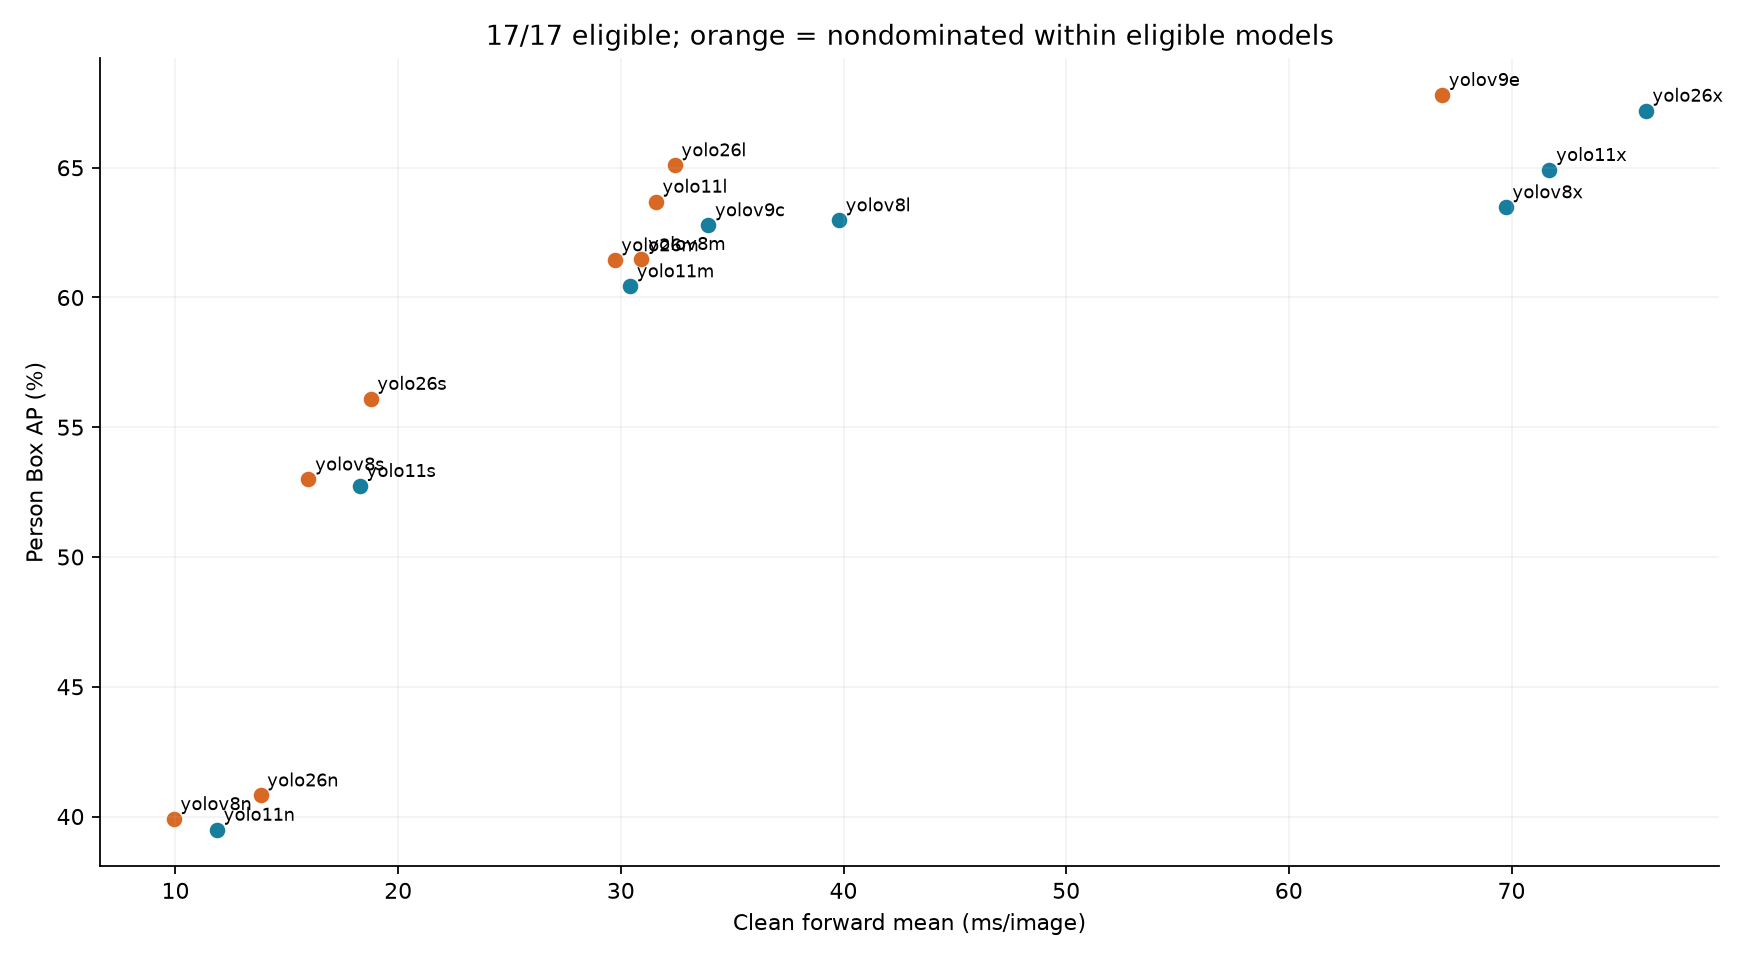 17/17 eligible; orange = nondominated within eligible models
yolov9e
yolo26x
yolo11x
yolov8x
yolo26l
yolo11l
yolov9c
yolov8l
yolo26m
yolov8m
yolo11m
yolo26s
yolov8s
yolo11s
yolo26n
yolov8n
yolo11n
Person Box AP (%)
65
60
55
50
45
40
10 20 30 40 50 60 70
Clean forward mean (ms/image)